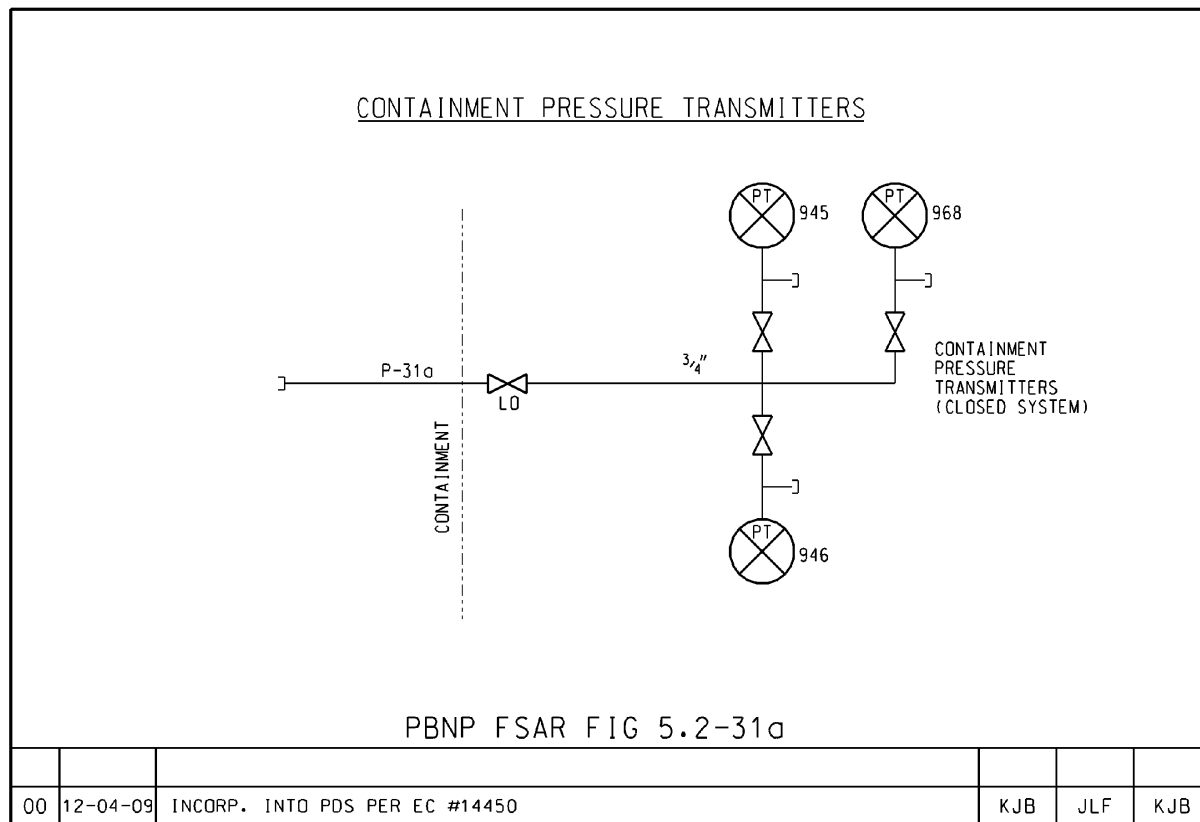 CONTAINMENT PRESSURE TRANSMITTERS
PT
945
PT
968
P-31a
LO
3/4"
CONTAINMENT
PRESSURE
TRANSMITTERS
(CLOSED SYSTEM)
CONTAINMENT
PT
946
PBNP FSAR FIG 5.2-31a
00 12-04-09 INCORP. INTO PDS PER EC #14450 KJB JLF KJB